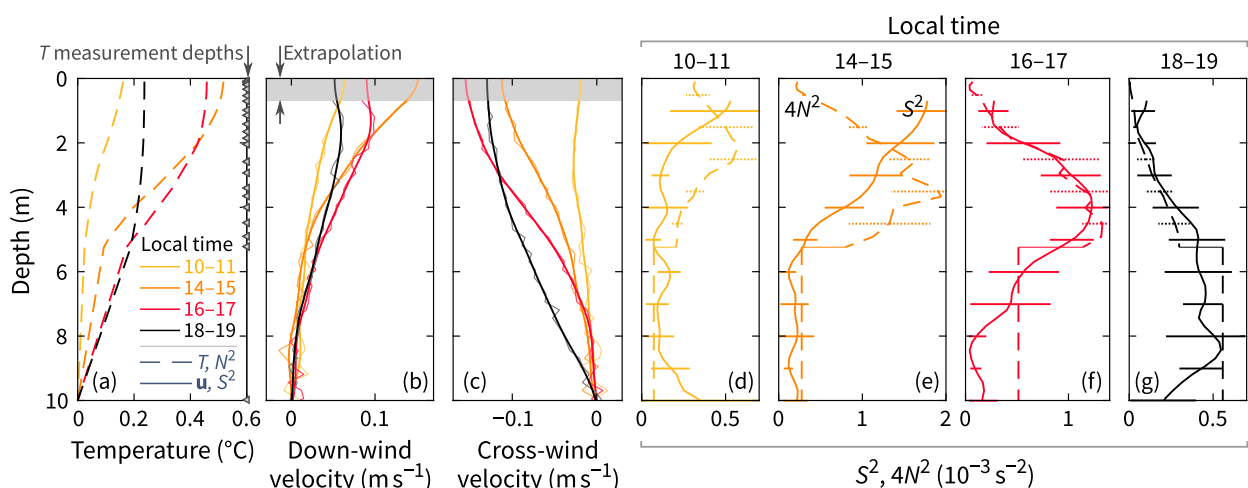 Local time
T measurement depths
Extrapolation
10–11
14–15
16–17
18–19
Depth (m)
0
2
4
6
8
10
4N²
S²
Local time
10–11
14–15
16–17
18–19
T, N²
u, S²
(a)
(b)
(c)
(d)
(e)
(f)
(g)
0
0.2
0.4
0.6
0
0.1
−0.1
0
0
0.5
0
1
2
0
1
0
0.5
Temperature (°C)
Down-wind
velocity (m s⁻¹)
Cross-wind
velocity (m s⁻¹)
S², 4N² (10⁻³ s⁻²)